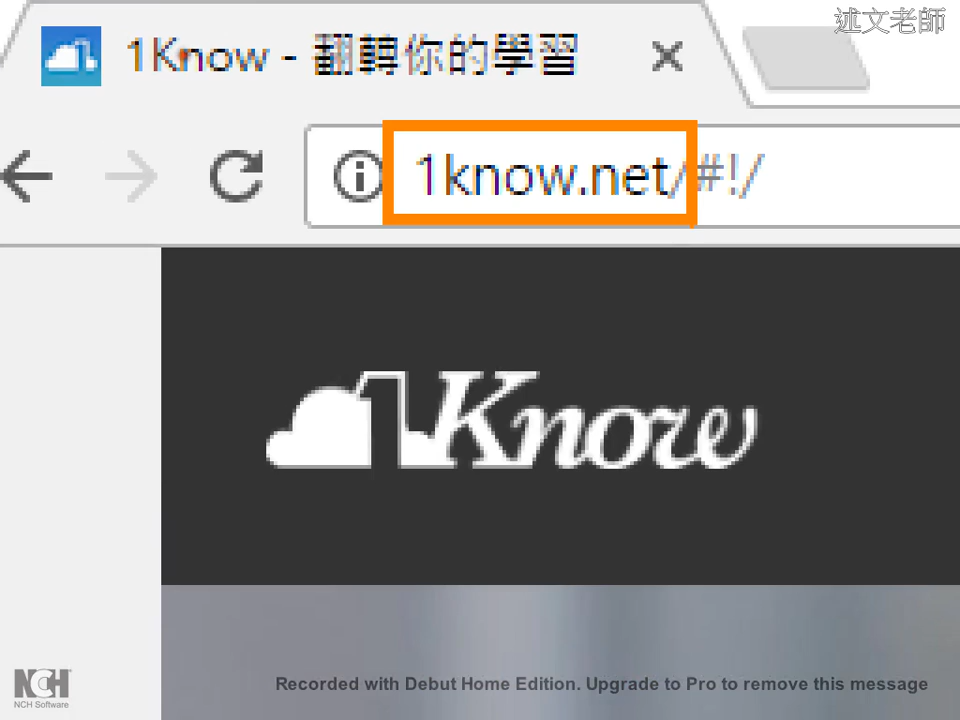 述文老師
1Know - 翻轉你的學習
1know.net/#!/
1Know
NCH
NCH Software
Recorded with Debut Home Edition. Upgrade to Pro to remove this message